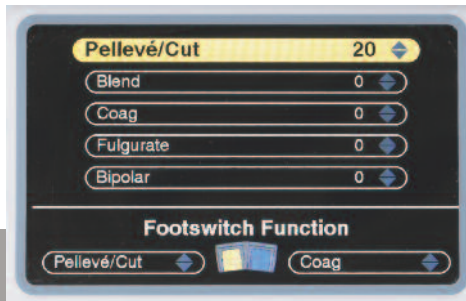 Pellevé/Cut 20
Blend 0
Coag 0
Fulgurate 0
Bipolar 0
Footswitch Function
Pellevé/Cut Coag